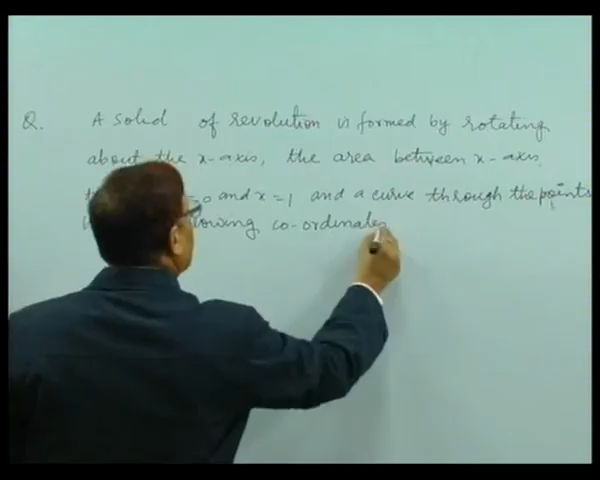 Q. A solid of revolution is formed by rotating
about the x-axis, the area between x-axis,
=0 and x=1 and a curve through the points
co-ordinates